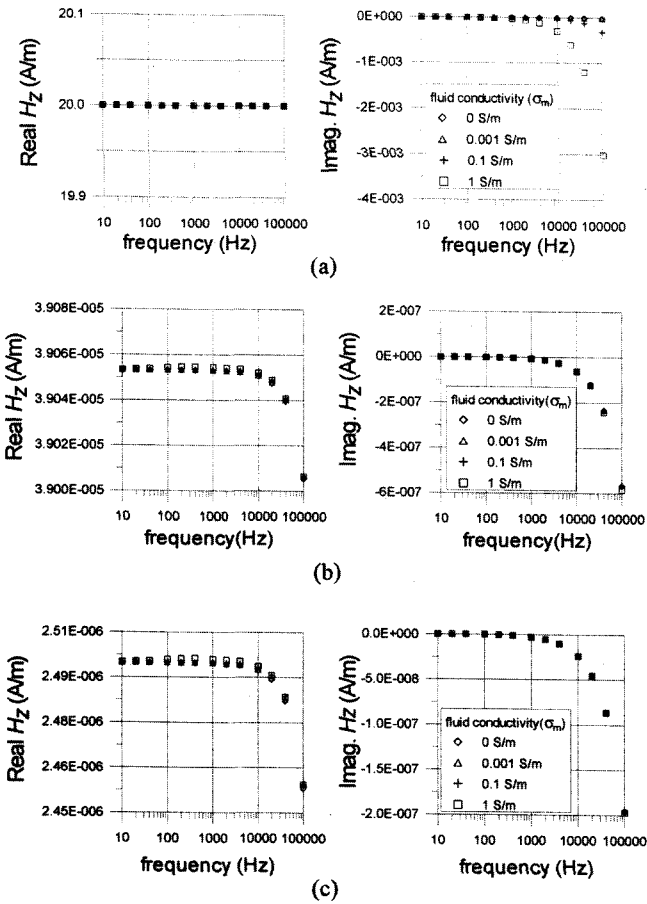 Real Hz (A/m)
20.1
20.0
19.9
10 100 1000 10000 100000
frequency (Hz)
Imag. Hz (A/m)
0E+000
-1E-003
-2E-003
-3E-003
-4E-003
fluid conductivity (σm)
0 S/m
0.001 S/m
0.1 S/m
1 S/m
10 100 1000 10000 100000
frequency (Hz)
(a)
Real Hz (A/m)
3.908E-005
3.906E-005
3.904E-005
3.902E-005
3.900E-005
10 100 1000 10000 100000
frequency(Hz)
Imag. Hz (A/m)
2E-007
0E+000
-2E-007
-4E-007
-6E-007
fluid conductivity(σm)
0 S/m
0.001 S/m
0.1 S/m
1 S/m
10 100 1000 10000 100000
frequency(Hz)
(b)
Real Hz (A/m)
2.51E-006
2.49E-006
2.48E-006
2.46E-006
2.45E-006
10 100 1000 10000 100000
frequency (Hz)
Imag. Hz (A/m)
0.0E+000
-5.0E-008
-1.0E-007
-1.5E-007
-2.0E-007
fluid conductivity(σm)
0 S/m
0.001 S/m
0.1 S/m
1 S/m
10 100 1000 10000 100000
frequency (Hz)
(c)